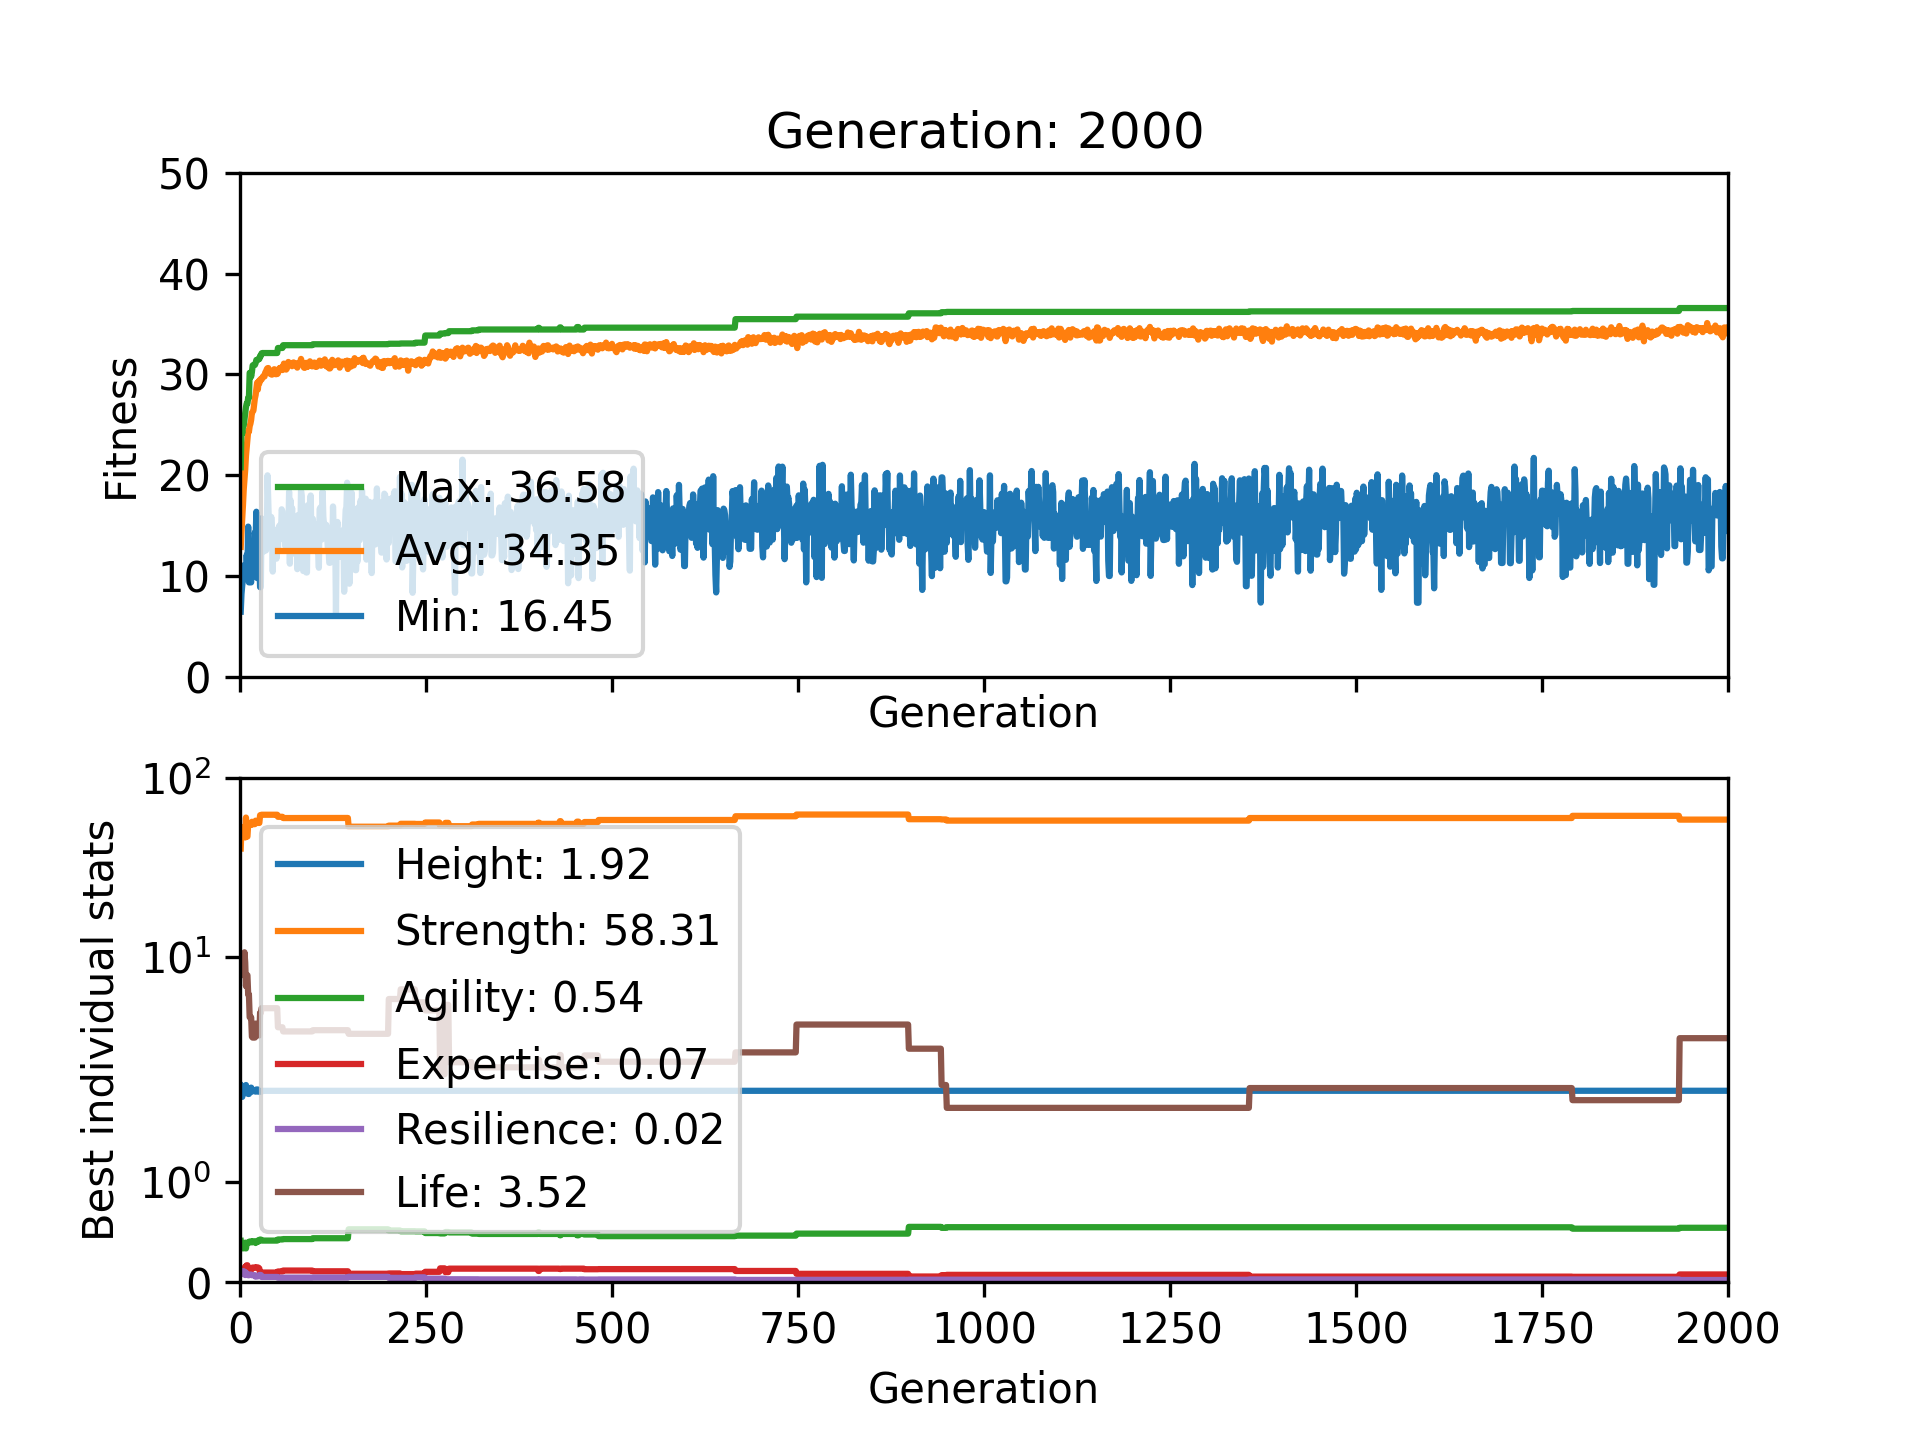 Generation: 2000
50
40
30
20
10
0
Fitness
Max: 36.58
Avg: 34.35
Min: 16.45
Generation
10²
10¹
10⁰
0
Best individual stats
Height: 1.92
Strength: 58.31
Agility: 0.54
Expertise: 0.07
Resilience: 0.02
Life: 3.52
0 250 500 750 1000 1250 1500 1750 2000
Generation